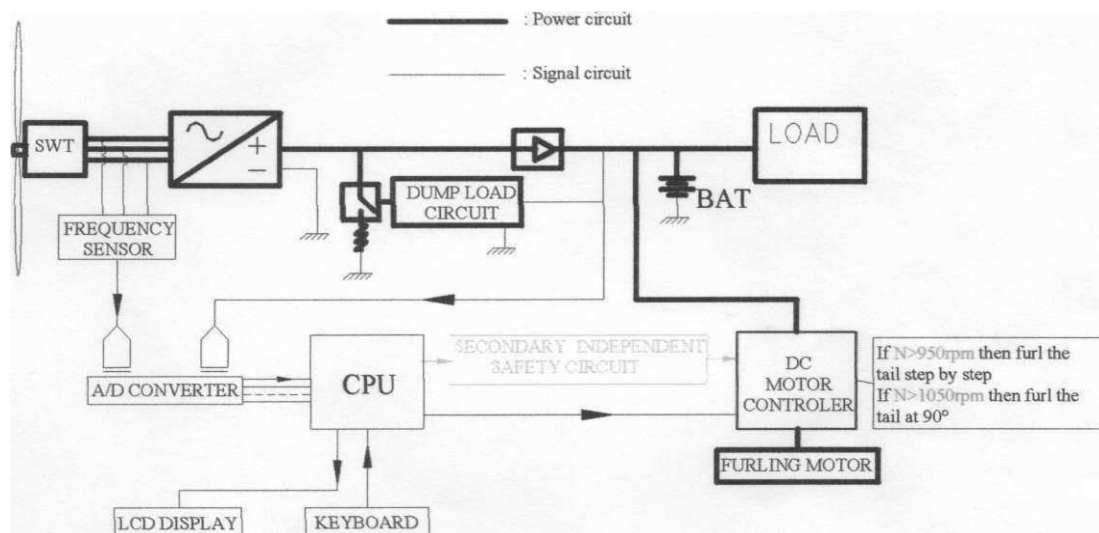 : Power circuit
: Signal circuit
SWT
+
−
LOAD
DUMP LOAD
CIRCUIT
BAT
FREQUENCY
SENSOR
A/D CONVERTER
CPU
SECONDARY INDEPENDENT
SAFETY CIRCUIT
DC
MOTOR
CONTROLER
If N>950rpm then furl the
tail step by step
If N>1050rpm then furl the
tail at 90°
FURLING MOTOR
LCD DISPLAY
KEYBOARD